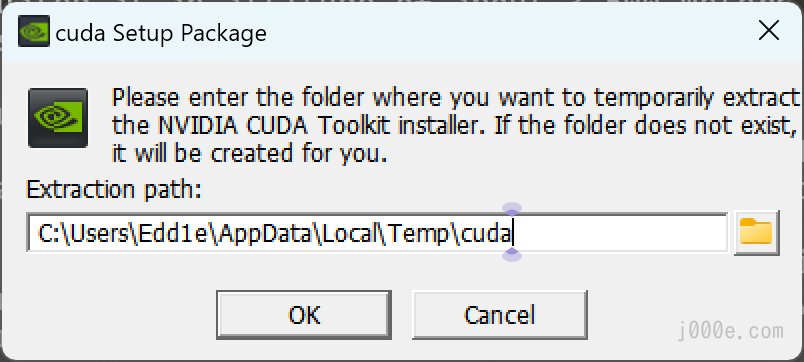 cuda Setup Package
Please enter the folder where you want to temporarily extract
the NVIDIA CUDA Toolkit installer. If the folder does not exist,
it will be created for you.
Extraction path:
C:\Users\Edd1e\AppData\Local\Temp\cuda
OK
Cancel
j000e.com